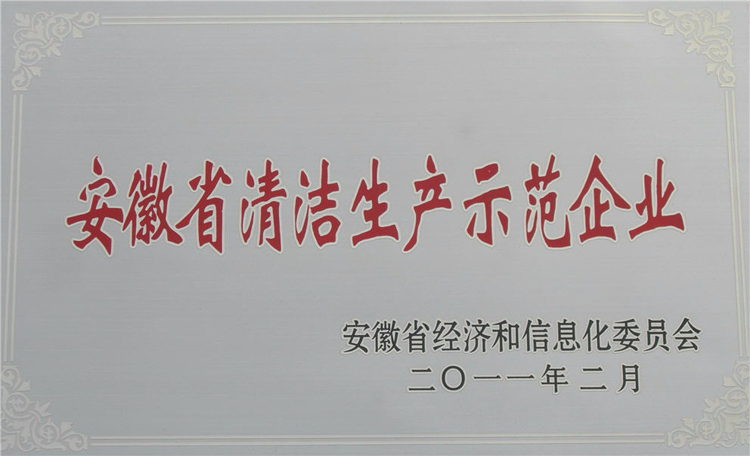 安徽省清洁生产示范企业
安徽省经济和信息化委员会
二〇一一年二月